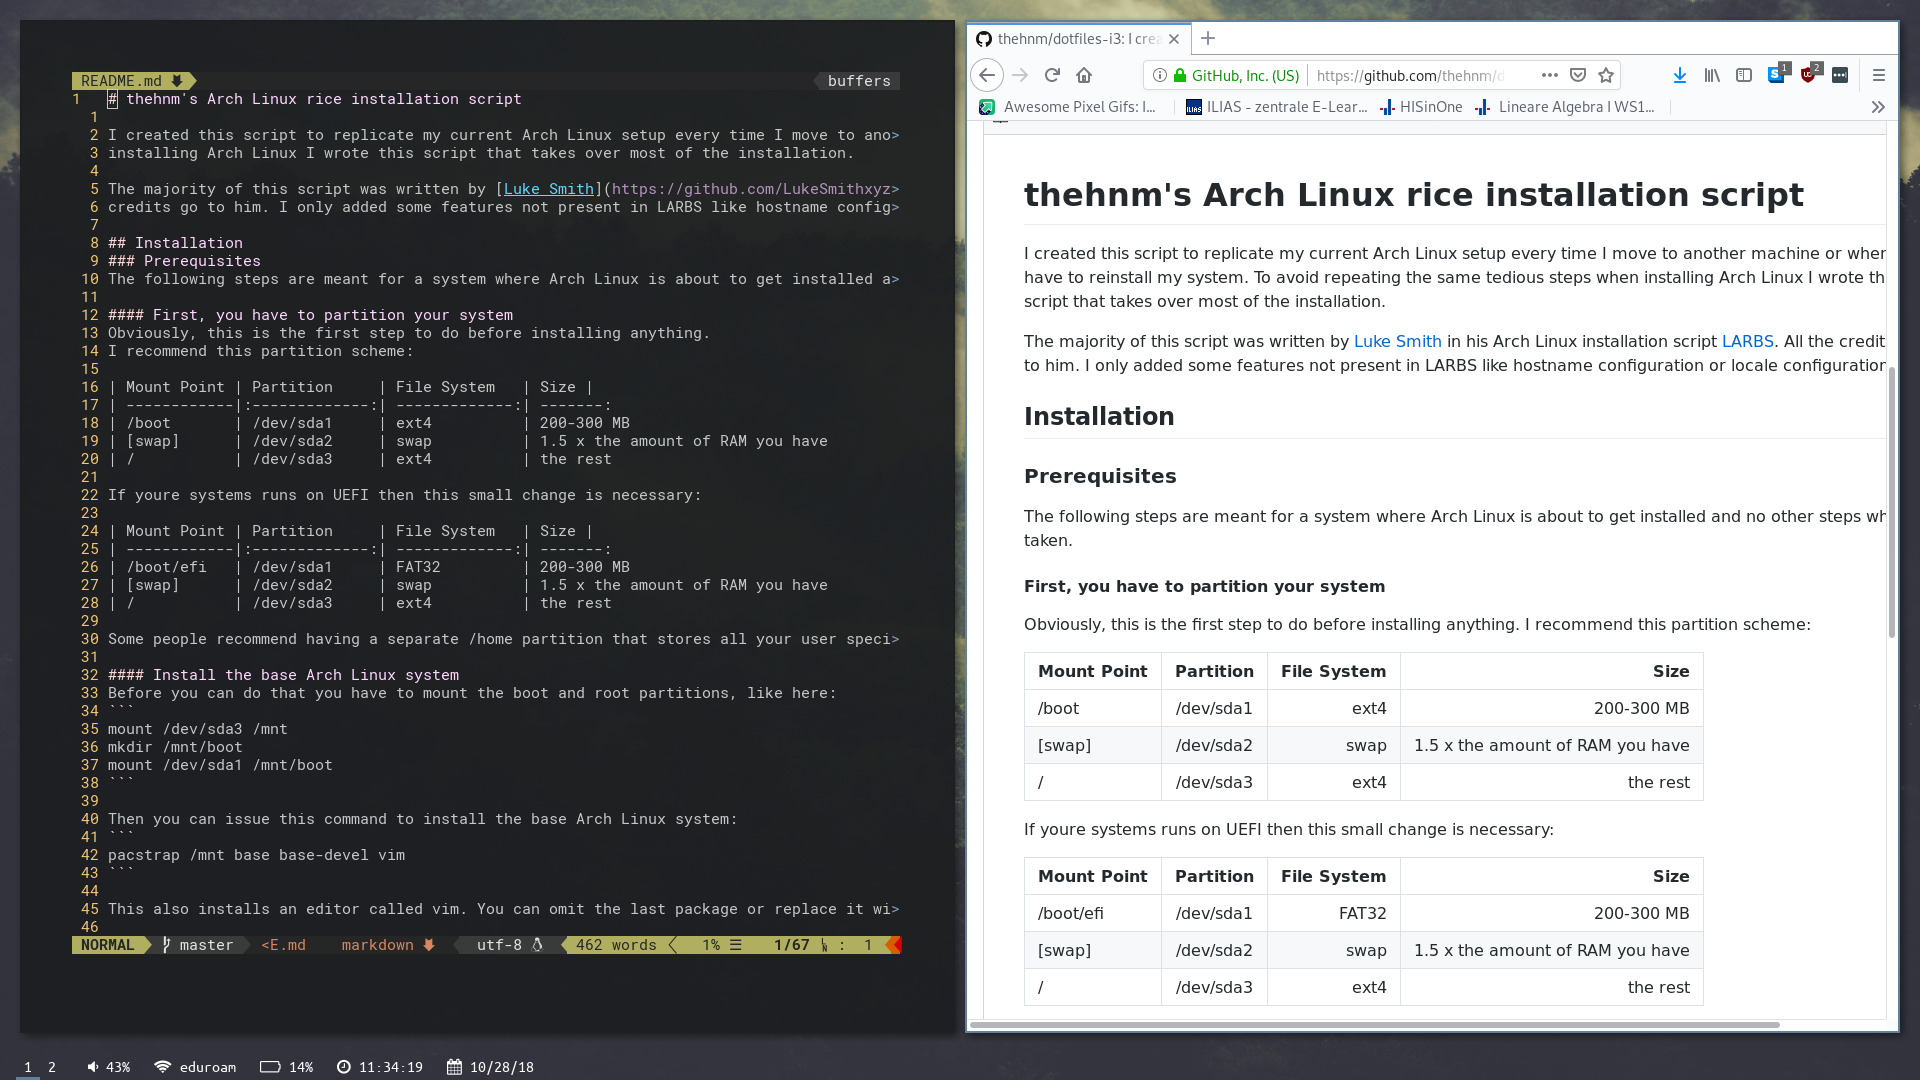 README.md
buffers
1 # thehnm's Arch Linux rice installation script
1
2 I created this script to replicate my current Arch Linux setup every time I move to ano>
3 installing Arch Linux I wrote this script that takes over most of the installation.
4
5 The majority of this script was written by [Luke Smith](https://github.com/LukeSmithxyz>
6 credits go to him. I only added some features not present in LARBS like hostname config>
7
8 ## Installation
9 ### Prerequisites
10 The following steps are meant for a system where Arch Linux is about to get installed a>
11
12 #### First, you have to partition your system
13 Obviously, this is the first step to do before installing anything.
14 I recommend this partition scheme:
15
16 | Mount Point | Partition     | File System   | Size |
17 | ------------|:-------------:| -------------:| -------:
18 | /boot       | /dev/sda1     | ext4          | 200-300 MB
19 | [swap]      | /dev/sda2     | swap          | 1.5 x the amount of RAM you have
20 | /           | /dev/sda3     | ext4          | the rest
21
22 If youre systems runs on UEFI then this small change is necessary:
23
24 | Mount Point | Partition     | File System   | Size |
25 | ------------|:-------------:| -------------:| -------:
26 | /boot/efi   | /dev/sda1     | FAT32         | 200-300 MB
27 | [swap]      | /dev/sda2     | swap          | 1.5 x the amount of RAM you have
28 | /           | /dev/sda3     | ext4          | the rest
29
30 Some people recommend having a separate /home partition that stores all your user speci>
31
32 #### Install the base Arch Linux system
33 Before you can do that you have to mount the boot and root partitions, like here:
34 ```
35 mount /dev/sda3 /mnt
36 mkdir /mnt/boot
37 mount /dev/sda1 /mnt/boot
38 ```
39
40 Then you can issue this command to install the base Arch Linux system:
41 ```
42 pacstrap /mnt base base-devel vim
43 ```
44
45 This also installs an editor called vim. You can omit the last package or replace it wi>
46
NORMAL master <E.md markdown utf-8 462 words 1% ☰ 1/67 : 1
thehnm/dotfiles-i3: I crea
GitHub, Inc. (US) https://github.com/thehnm/d
1 2
Awesome Pixel Gifs: I... ILIAS - zentrale E-Lear... HISinOne Lineare Algebra I WS1...
thehnm's Arch Linux rice installation script
I created this script to replicate my current Arch Linux setup every time I move to another machine or when
have to reinstall my system. To avoid repeating the same tedious steps when installing Arch Linux I wrote th
script that takes over most of the installation.
The majority of this script was written by Luke Smith in his Arch Linux installation script LARBS. All the credit
to him. I only added some features not present in LARBS like hostname configuration or locale configuration
Installation
Prerequisites
The following steps are meant for a system where Arch Linux is about to get installed and no other steps wh
taken.
First, you have to partition your system
Obviously, this is the first step to do before installing anything. I recommend this partition scheme:
Mount Point Partition File System Size
/boot /dev/sda1 ext4 200-300 MB
[swap] /dev/sda2 swap 1.5 x the amount of RAM you have
/ /dev/sda3 ext4 the rest
If youre systems runs on UEFI then this small change is necessary:
Mount Point Partition File System Size
/boot/efi /dev/sda1 FAT32 200-300 MB
[swap] /dev/sda2 swap 1.5 x the amount of RAM you have
/ /dev/sda3 ext4 the rest
1 2 43% eduroam 14% 11:34:19 10/28/18